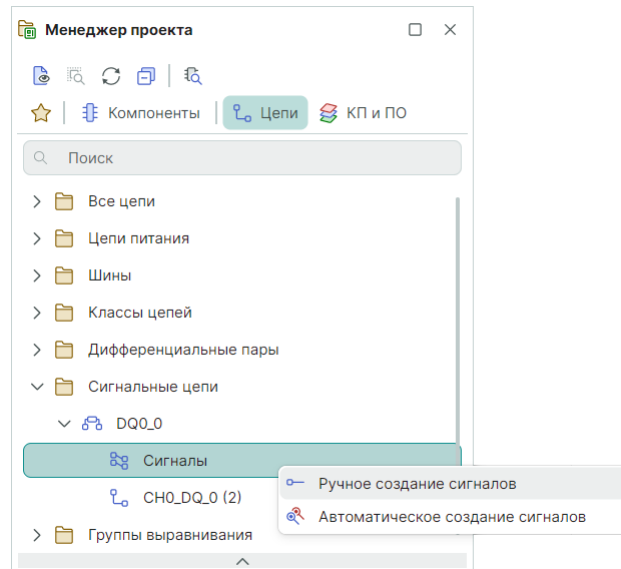 Менеджер проекта
Компоненты
Цепи
КП и ПО
Поиск
Все цепи
Цепи питания
Шины
Классы цепей
Дифференциальные пары
Сигнальные цепи
DQ0_0
Сигналы
Ручное создание сигналов
CH0_DQ_0 (2)
Автоматическое создание сигналов
Группы выравнивания